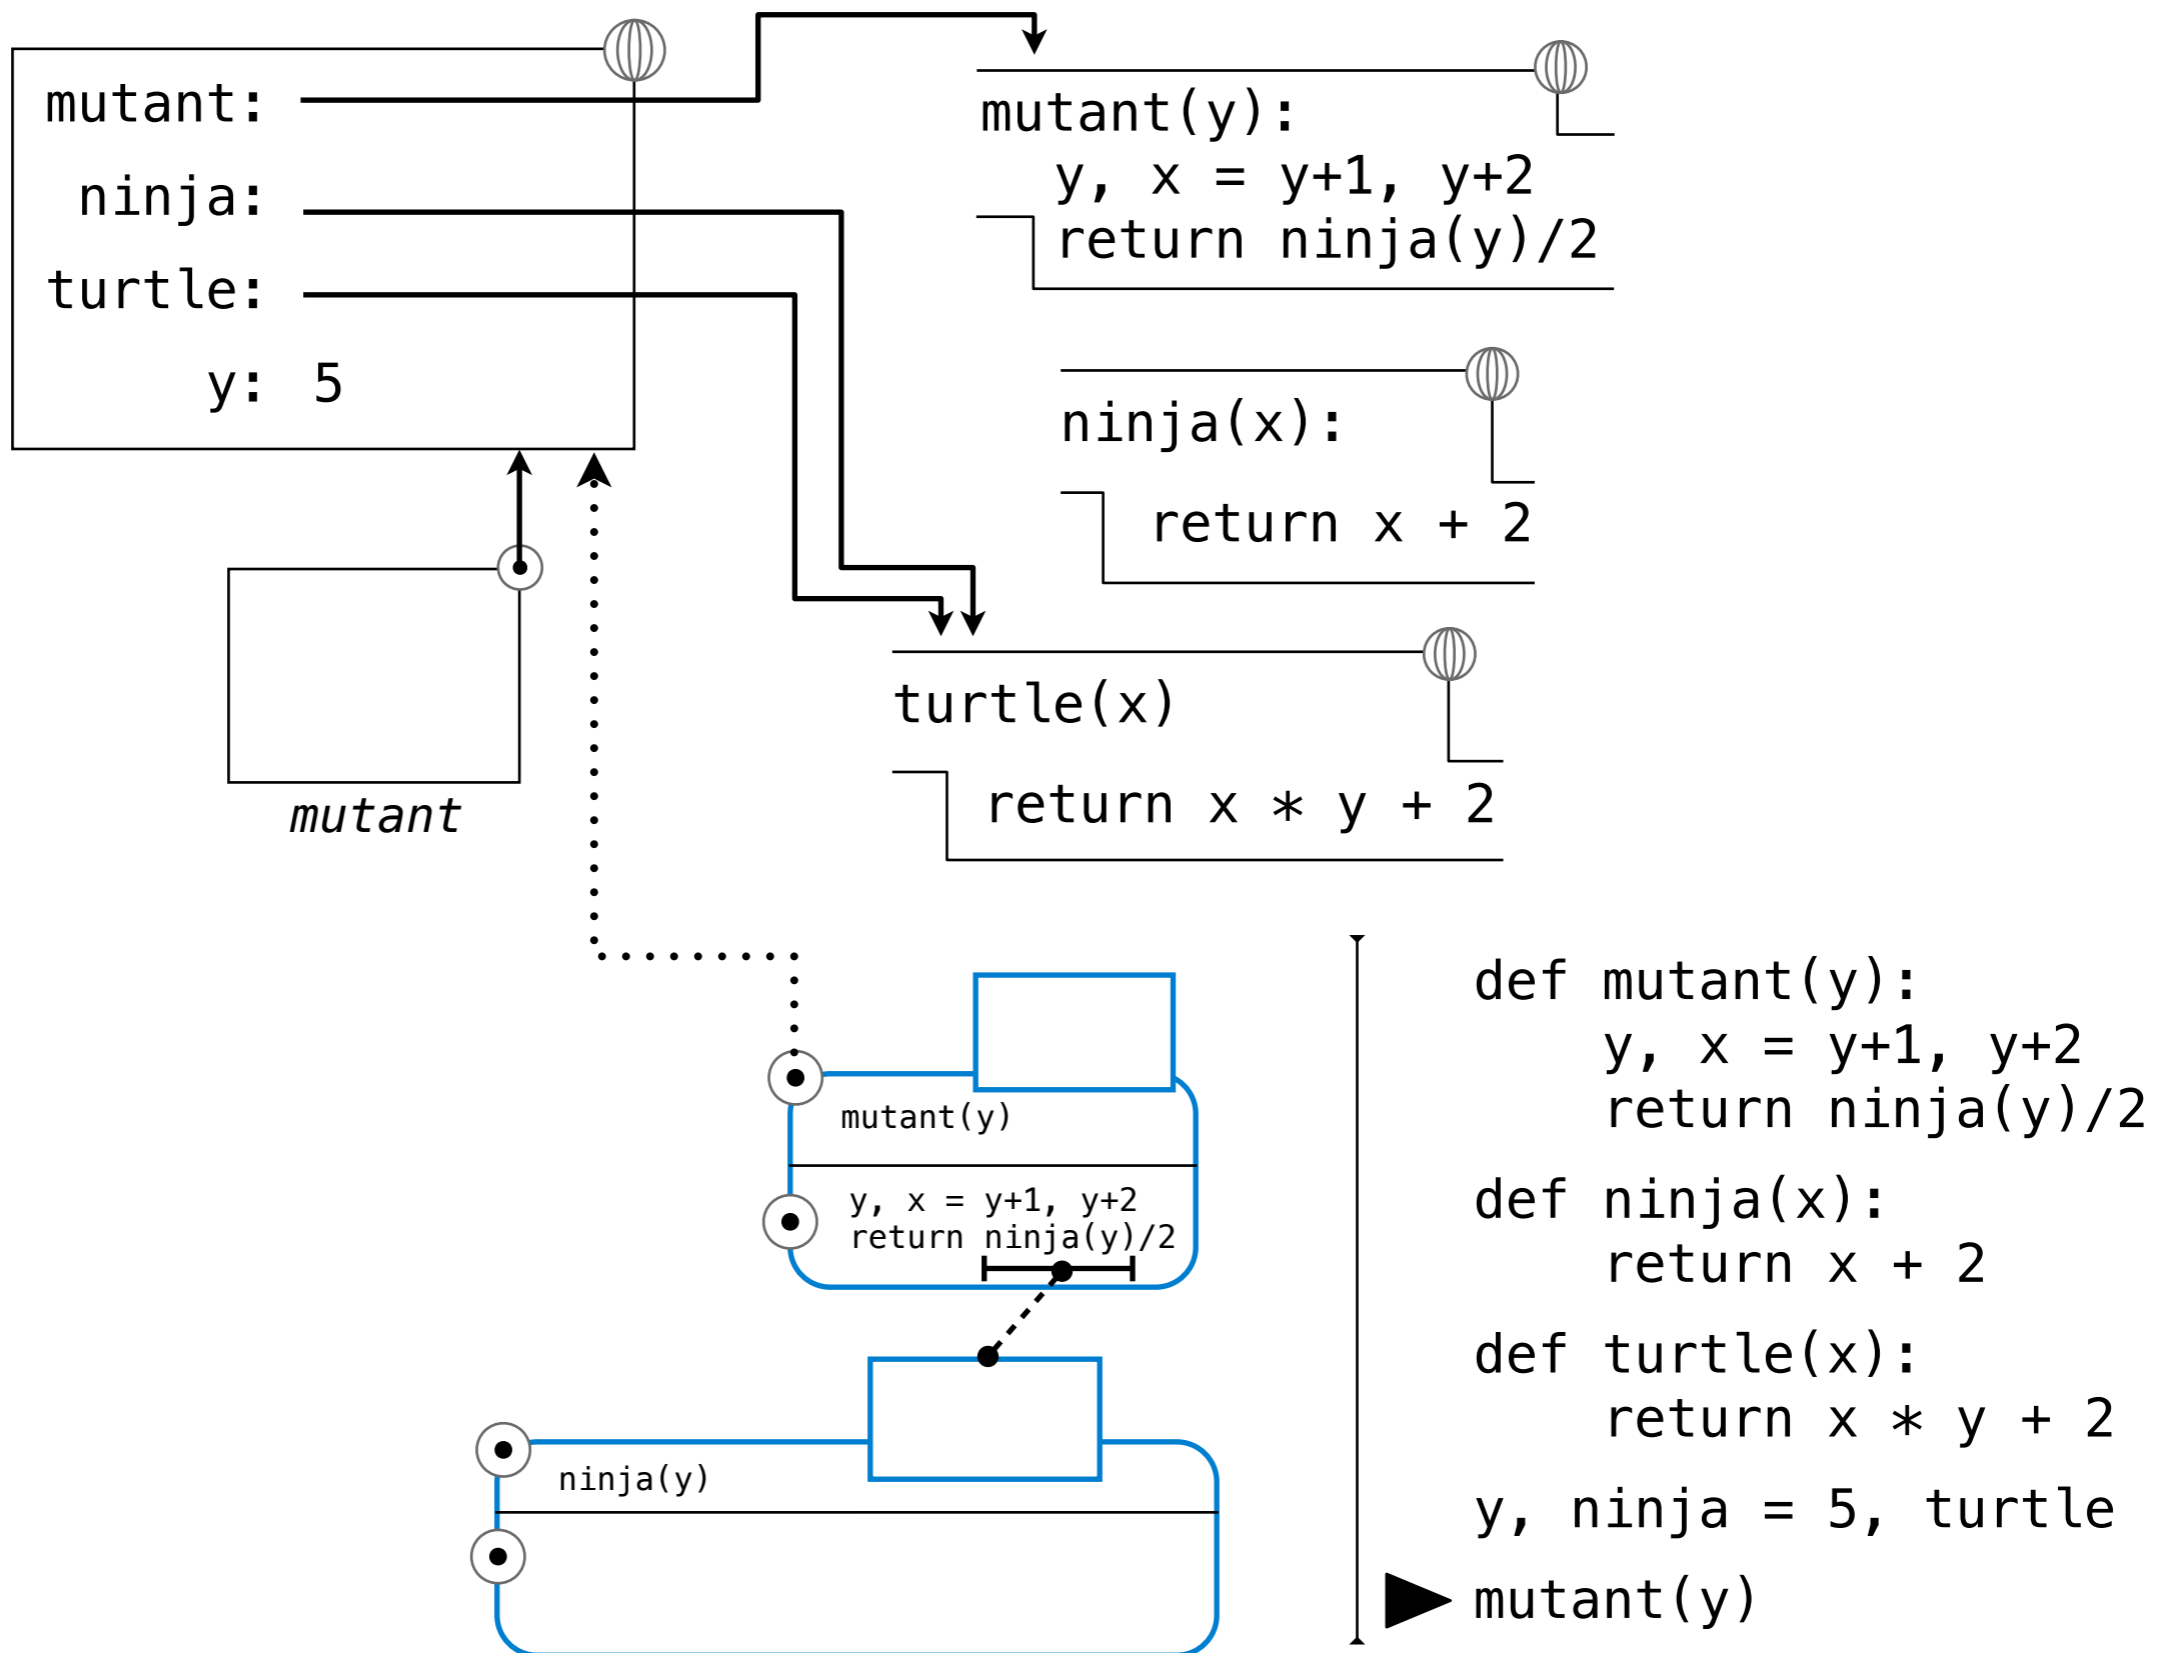 mutant:
ninja:
turtle:
y: 5
mutant
mutant(y):
y, x = y+1, y+2
return ninja(y)/2
ninja(x):
return x + 2
turtle(x)
return x * y + 2
mutant(y)
y, x = y+1, y+2
return ninja(y)/2
ninja(y)
def mutant(y):
    y, x = y+1, y+2
    return ninja(y)/2
def ninja(x):
    return x + 2
def turtle(x):
    return x * y + 2
y, ninja = 5, turtle
mutant(y)